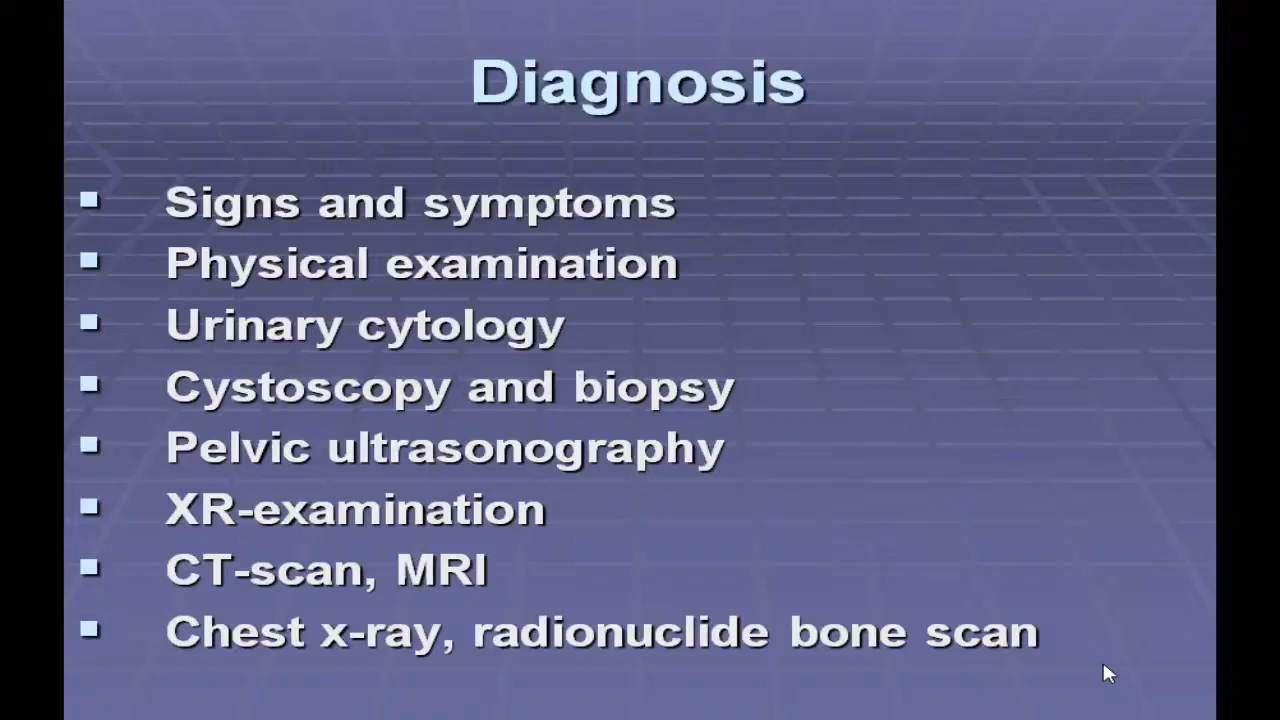 Diagnosis
Signs and symptoms
Physical examination
Urinary cytology
Cystoscopy and biopsy
Pelvic ultrasonography
XR-examination
CT-scan, MRI
Chest x-ray, radionuclide bone scan